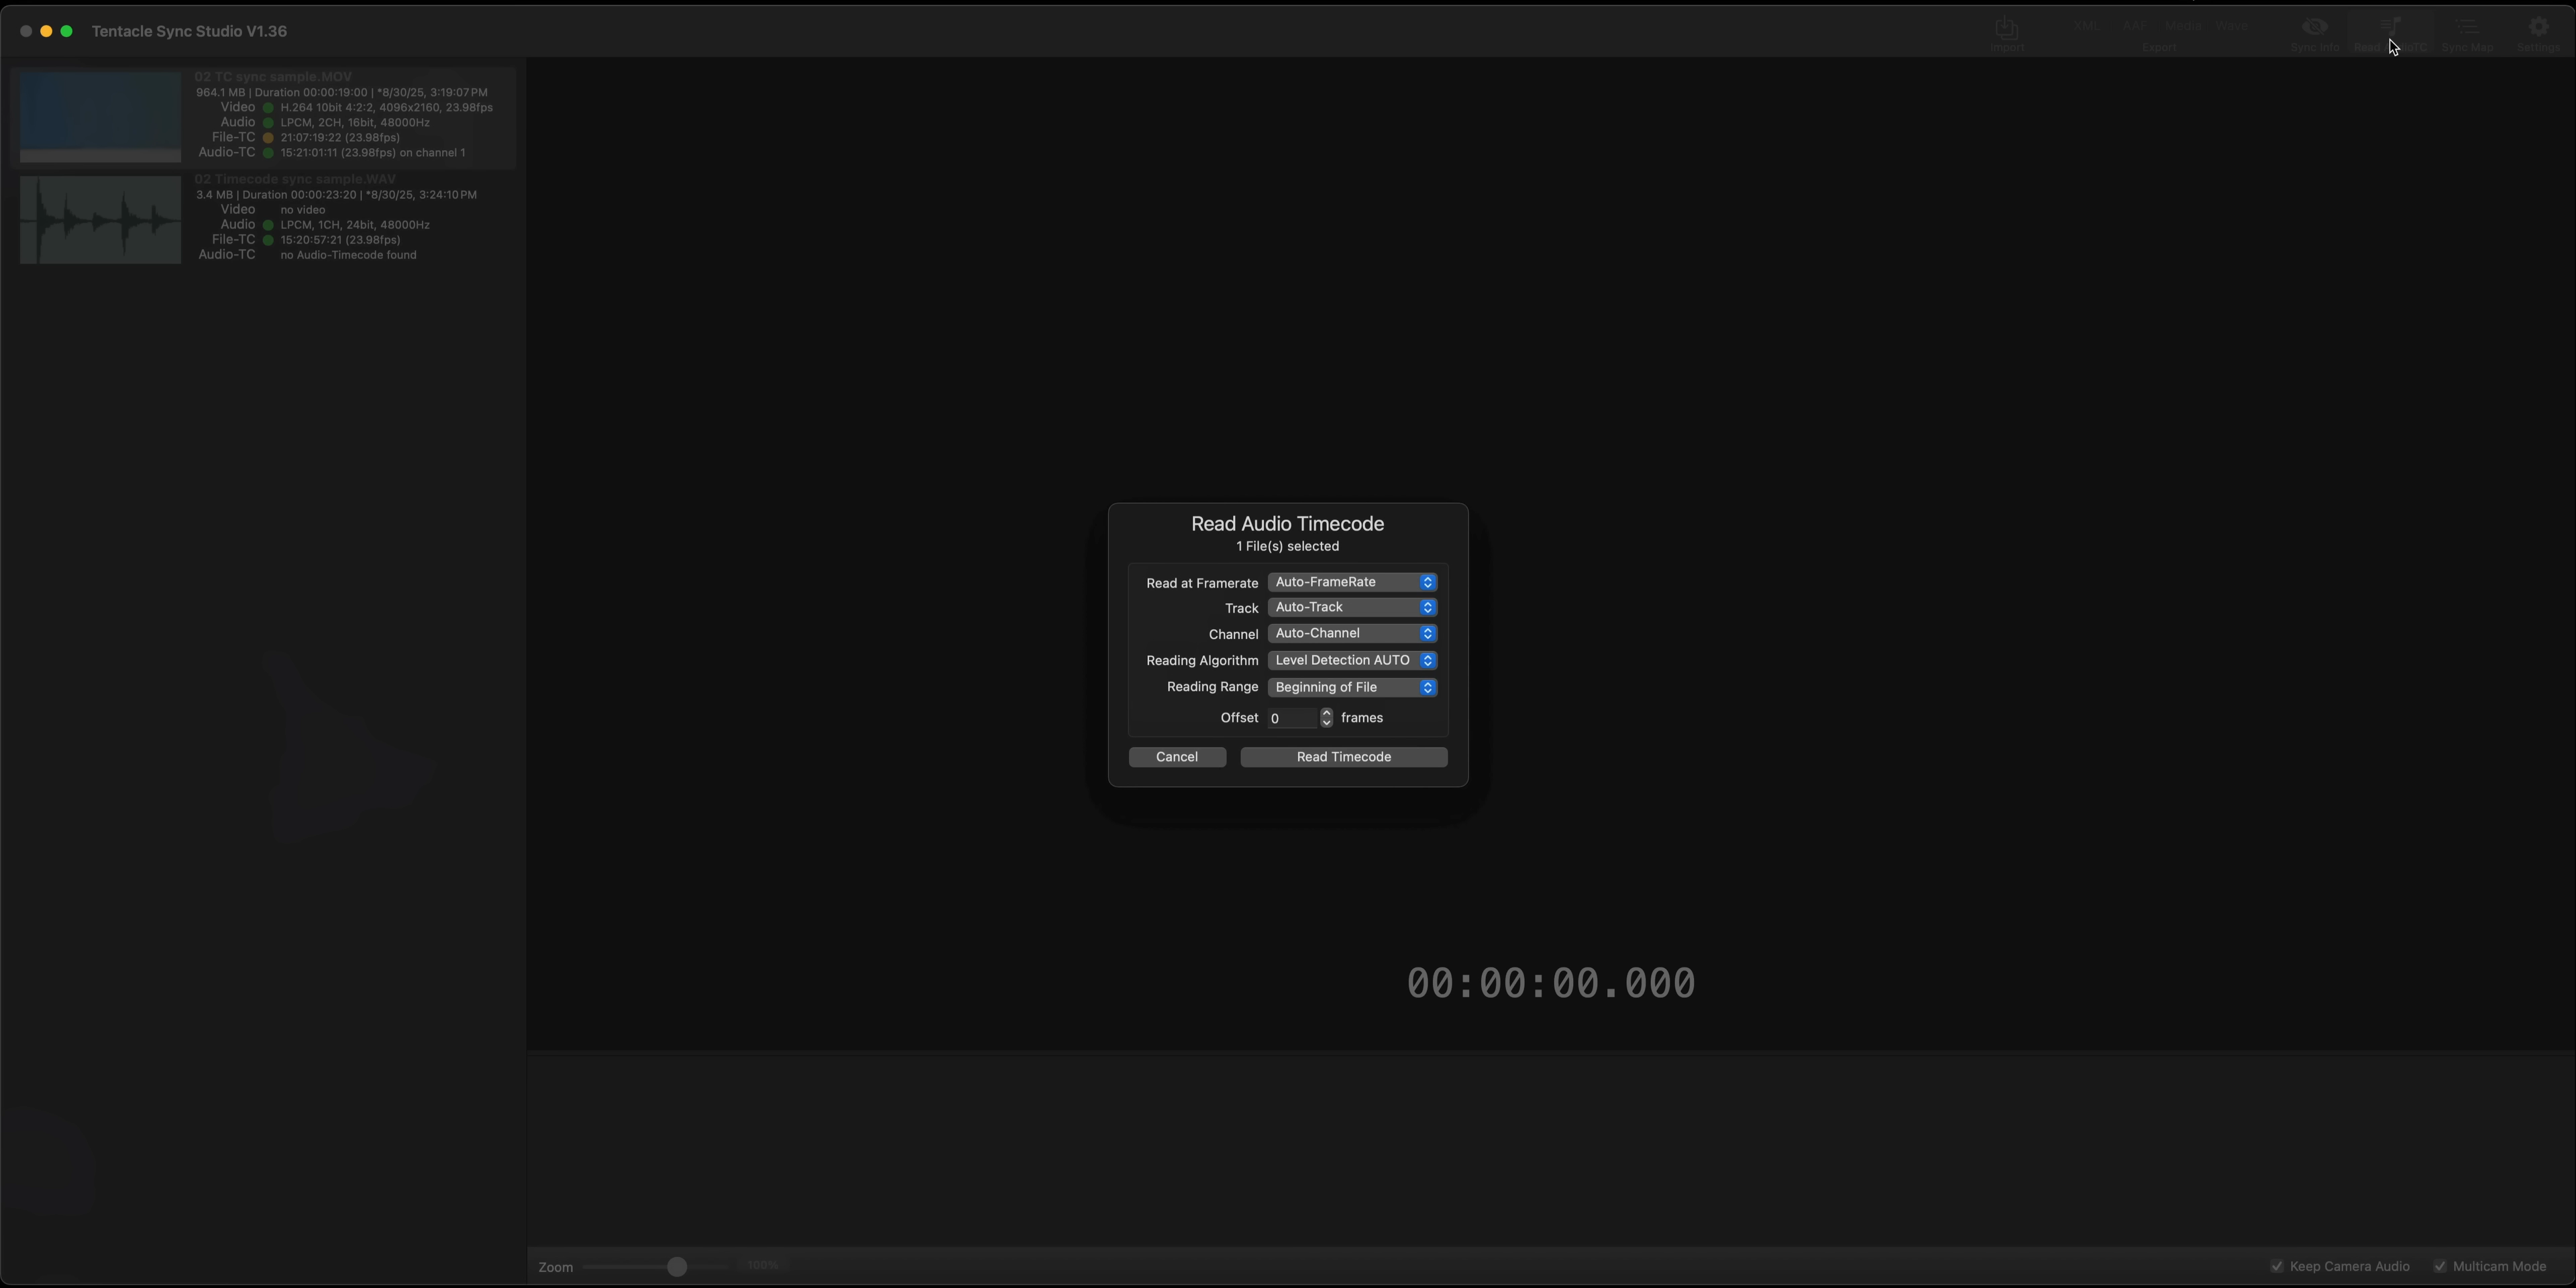 Tentacle Sync Studio V1.36
Import
XML AAF Media Wave
Export
Sync Info
Sync Map
Settings
02 TC sync sample.MOV
964.1 MB | Duration 00:00:19:00 | *8/30/25, 3:19:07 PM
Video H.264 10bit 4:2:2, 4096x2160, 23.98fps
Audio LPCM, 2CH, 16bit, 48000Hz
File-TC 21:07:19:22 (23.98fps)
Audio-TC 15:21:01:11 (23.98fps) on channel 1
02 Timecode sync sample.WAV
3.4 MB | Duration 00:00:23:20 | *8/30/25, 3:24:10 PM
Video no video
Audio LPCM, 1CH, 24bit, 48000Hz
File-TC 15:20:57:21 (23.98fps)
Audio-TC no Audio-Timecode found
Read Audio Timecode
1 File(s) selected
Read at Framerate Auto-FrameRate
Track Auto-Track
Channel Auto-Channel
Reading Algorithm Level Detection AUTO
Reading Range Beginning of File
Offset 0 frames
Cancel Read Timecode
00:00:00.000
Zoom 100%
Keep Camera Audio
Multicam Mode